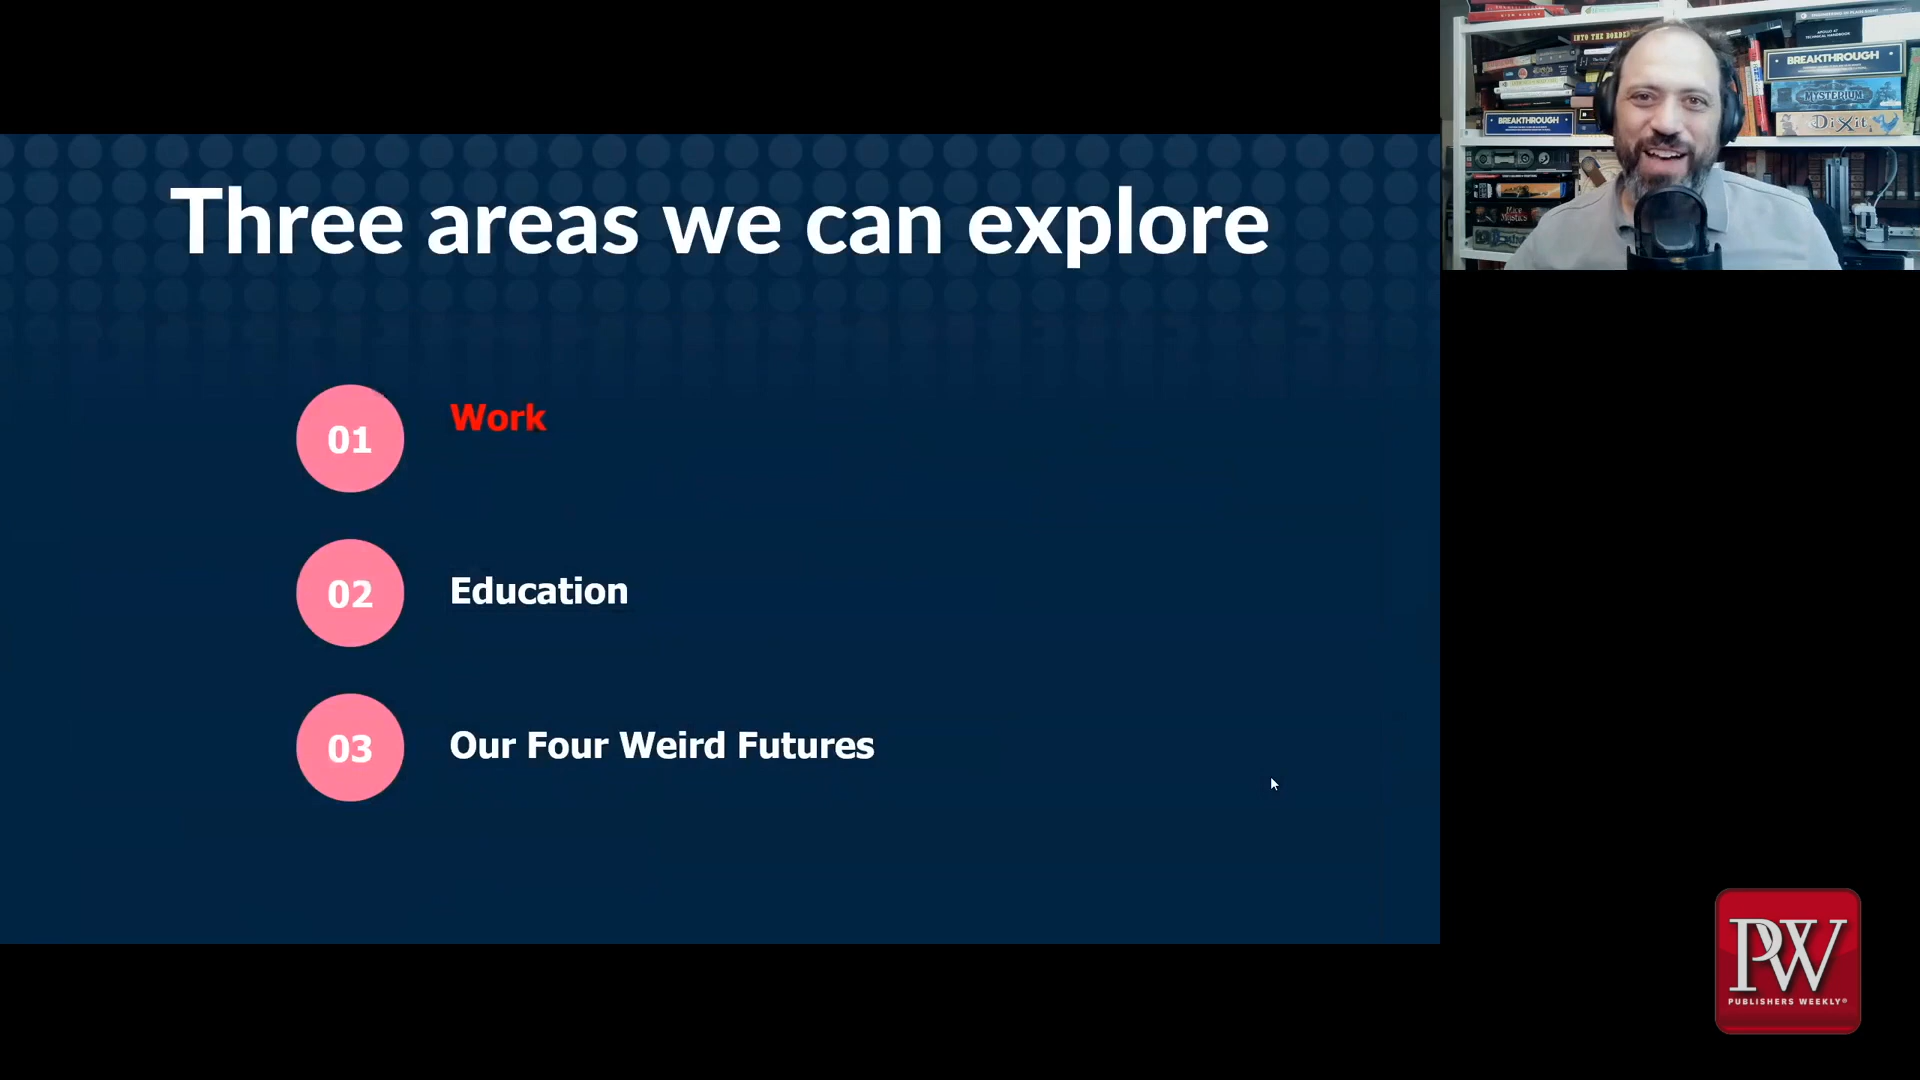 Three areas we can explore
01
Work
02
Education
03
Our Four Weird Futures
INTO THE
BREAKTHROUGH
MYSTERIUM
DiXit
BREAKTHROUGH
PW
PUBLISHERS WEEKLY®